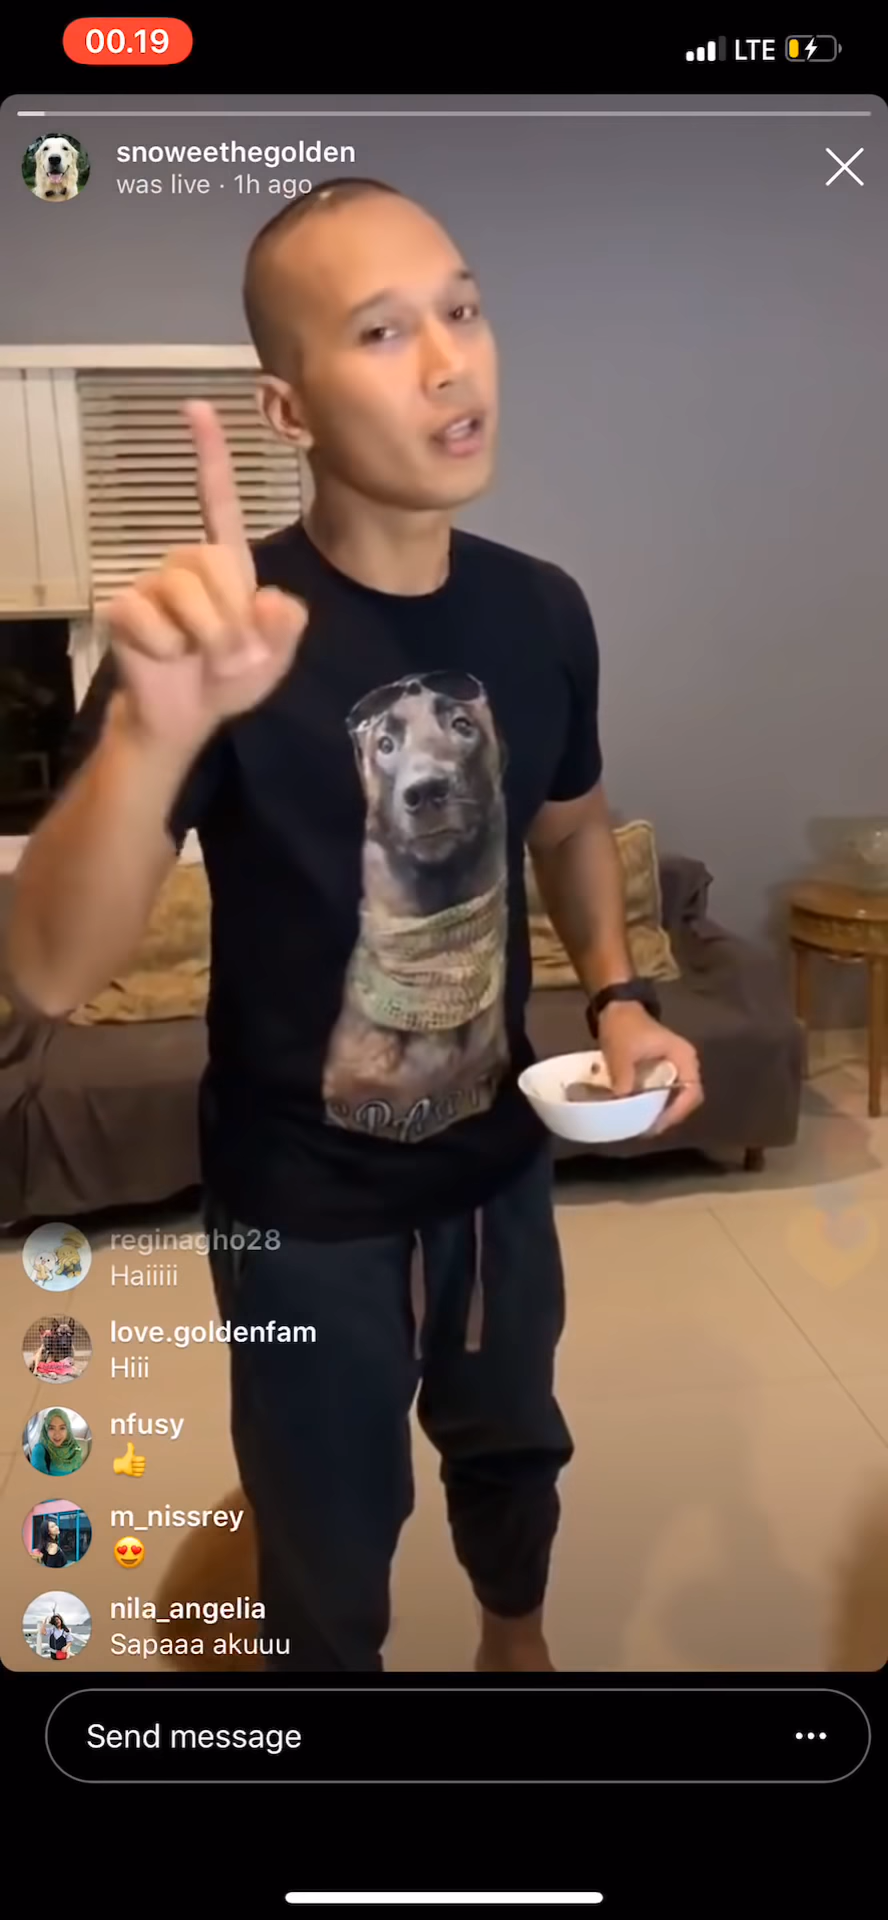 00.19
LTE
snoweethegolden
was live · 1h ago
reginagho28
Haiiiii
love.goldenfam
Hiii
nfusy
👍
m_nissrey
😍
nila_angelia
Sapaaa akuuu
Send message